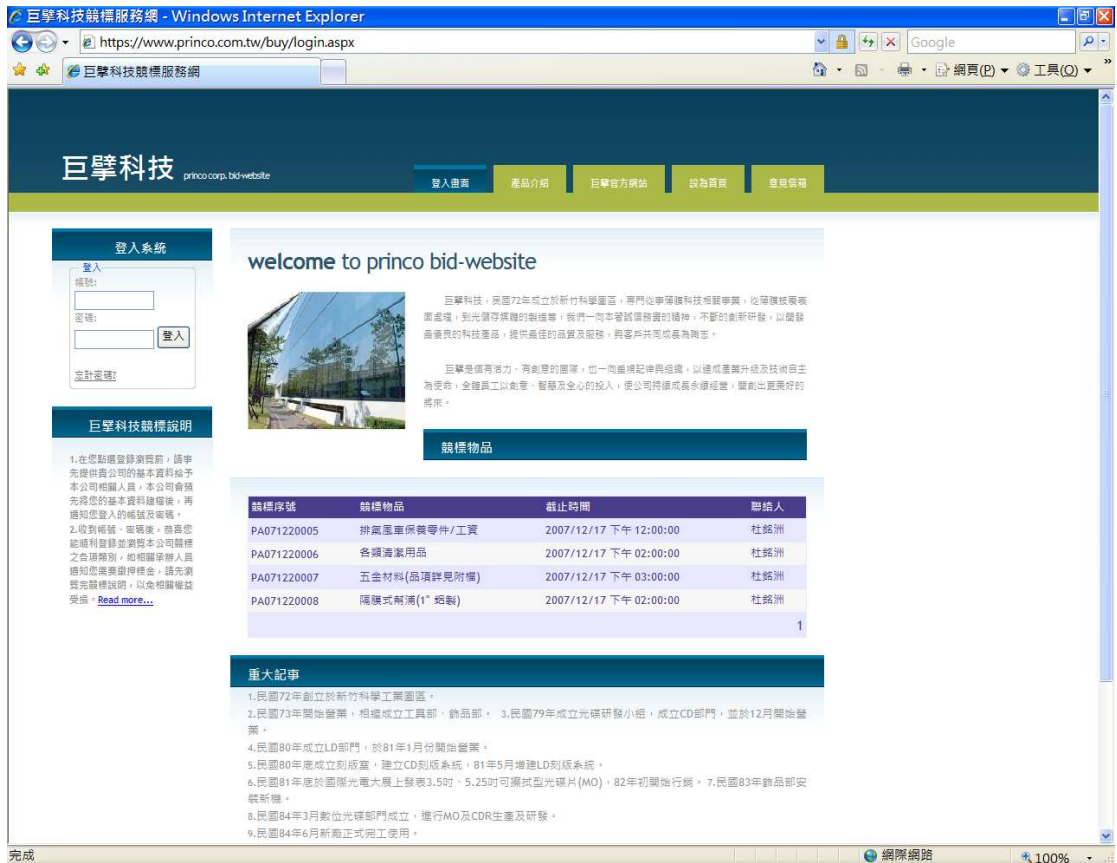 巨擘科技競標服務網 - Windows Internet Explorer
https://www.princo.com.tw/buy/login.aspx
Google
巨擘科技競標服務網
網頁(P)
工具(O)
巨擘科技 princo corp. bid-website
登入畫面 產品介紹 巨擘官方網站 設為首頁 意見信箱
登入系統
登入
帳號:
密碼:
登入
忘計密碼?
巨擘科技競標說明
1.在您點選登錄瀏覽前，請事
先提供貴公司的基本資料給予
本公司相關人員，本公司會預
先將您的基本資料建檔後，再
通知您登入的帳號及密碼。
2.收到帳號、密碼後，恭喜您
能順利登錄並瀏覽本公司競標
之各項類別，如相關承辦人員
通知您需要繳押標金，請先瀏
覽完競標說明，以免相關權益
受損。Read more...
welcome to princo bid-website
巨擘科技，民國72年成立於新竹科學園區，專門從事薄膜科技相關事業，從薄膜披覆表
面處理，到光儲存媒體的製造等，我們一向本著誠信務實的精神，不斷的創新研發，以開發
最優良的科技產品，提供最佳的品質及服務，與客戶共同成長為職志。
巨擘是個有活力、有創意的團隊，也一向重視紀律與組織，以達成產業升級及技術自主
為使命，全體員工以創意、智慧及全心的投入，使公司持續成長永續經營，開創出更美好的
將來。
競標物品
競標序號 競標物品 截止時間 聯絡人
PA071220005 排氣風車保養零件/工資 2007/12/17 下午 12:00:00 杜銘洲
PA071220006 各類清潔用品 2007/12/17 下午 02:00:00 杜銘洲
PA071220007 五金材料(品項詳見附檔) 2007/12/17 下午 03:00:00 杜銘洲
PA071220008 隔膜式幫浦(1" 鋁製) 2007/12/17 下午 02:00:00 杜銘洲
1
重大記事
1.民國72年創立於新竹科學工業園區。
2.民國73年開始營業，相繼成立工具部、飾品部。 3.民國79年成立光碟研發小組，成立CD部門，並於12月開始營
業。
4.民國80年成立LD部門，於81年1月份開始營業。
5.民國80年底成立刻版室，建立CD刻版系統，81年5月增建LD刻版系統。
6.民國81年底於國際光電大展上發表3.5吋、5.25吋可擦拭型光碟片(MO)，82年初開始行銷。 7.民國83年飾品部安
裝新機。
8.民國84年3月數位光碟部門成立，進行MO及CDR生產及研發。
9.民國84年6月新廠正式完工使用。
完成
網際網路
100%